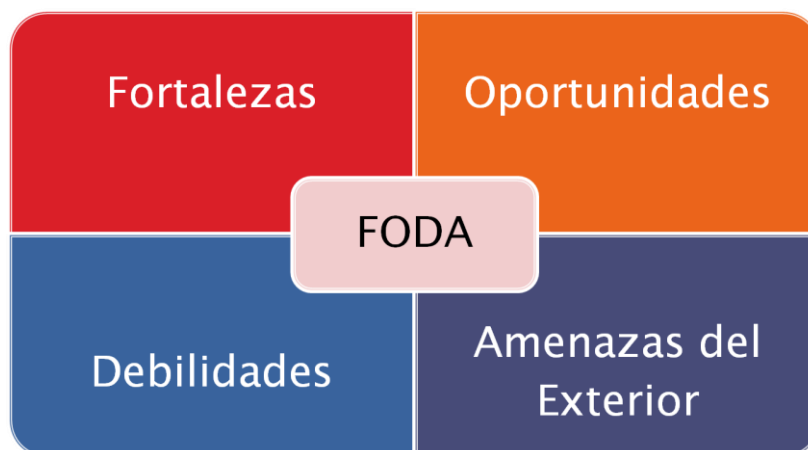 Fortalezas
Oportunidades
FODA
Debilidades
Amenazas del
Exterior